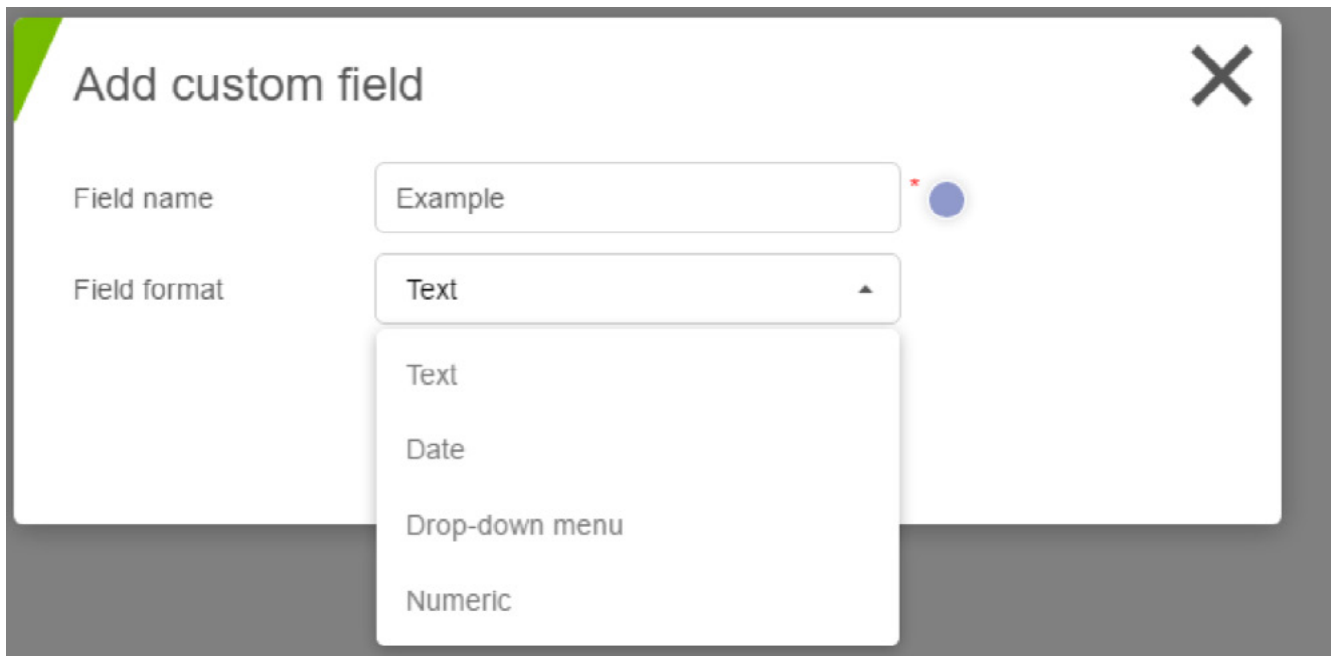 Add custom field
Field name
Example
*
Field format
Text
Text
Date
Drop-down menu
Numeric